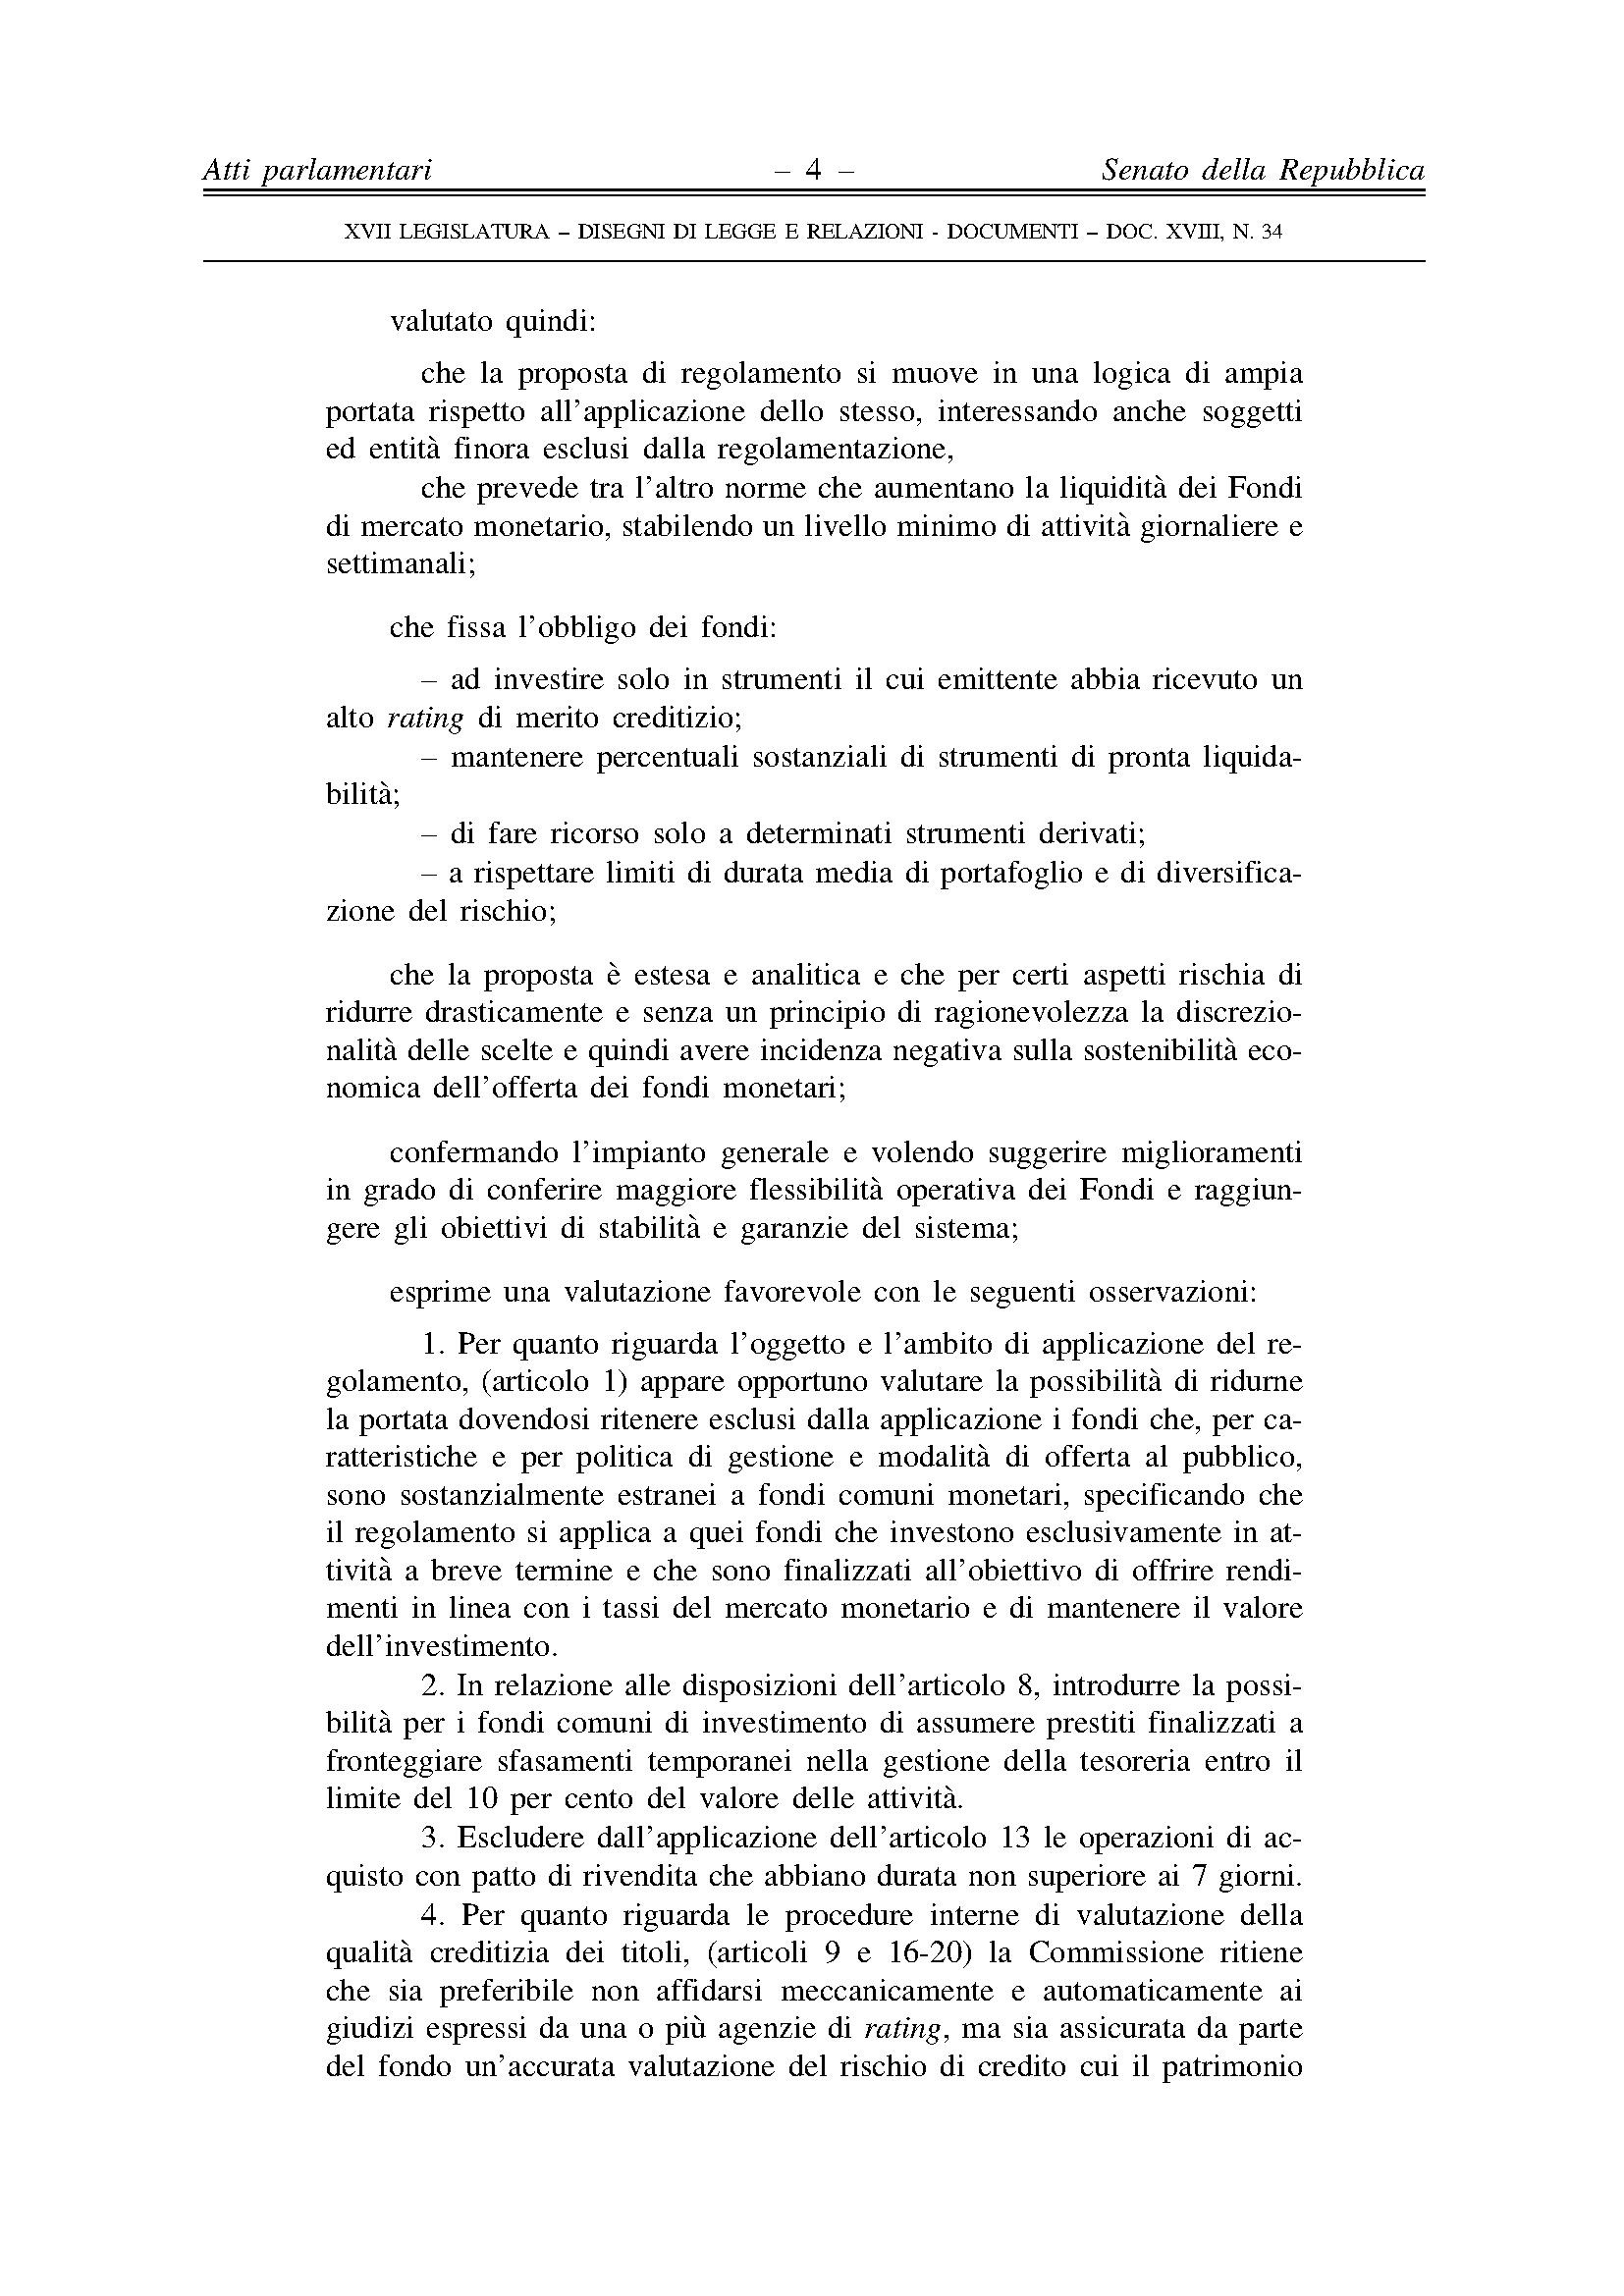 Atti parlamentari – 4 – Senato della Repubblica
XVII LEGISLATURA – DISEGNI DI LEGGE E RELAZIONI - DOCUMENTI – DOC. XVIII, N. 34
valutato quindi:
che la proposta di regolamento si muove in una logica di ampia
portata rispetto all’applicazione dello stesso, interessando anche soggetti
ed entità finora esclusi dalla regolamentazione,
che prevede tra l’altro norme che aumentano la liquidità dei Fondi
di mercato monetario, stabilendo un livello minimo di attività giornaliere e
settimanali;
che fissa l’obbligo dei fondi:
– ad investire solo in strumenti il cui emittente abbia ricevuto un
alto rating di merito creditizio;
– mantenere percentuali sostanziali di strumenti di pronta liquida-
bilità;
– di fare ricorso solo a determinati strumenti derivati;
– a rispettare limiti di durata media di portafoglio e di diversifica-
zione del rischio;
che la proposta è estesa e analitica e che per certi aspetti rischia di
ridurre drasticamente e senza un principio di ragionevolezza la discrezio-
nalità delle scelte e quindi avere incidenza negativa sulla sostenibilità eco-
nomica dell’offerta dei fondi monetari;
confermando l’impianto generale e volendo suggerire miglioramenti
in grado di conferire maggiore flessibilità operativa dei Fondi e raggiun-
gere gli obiettivi di stabilità e garanzie del sistema;
esprime una valutazione favorevole con le seguenti osservazioni:
1. Per quanto riguarda l’oggetto e l’ambito di applicazione del re-
golamento, (articolo 1) appare opportuno valutare la possibilità di ridurne
la portata dovendosi ritenere esclusi dalla applicazione i fondi che, per ca-
ratteristiche e per politica di gestione e modalità di offerta al pubblico,
sono sostanzialmente estranei a fondi comuni monetari, specificando che
il regolamento si applica a quei fondi che investono esclusivamente in at-
tività a breve termine e che sono finalizzati all’obiettivo di offrire rendi-
menti in linea con i tassi del mercato monetario e di mantenere il valore
dell’investimento.
2. In relazione alle disposizioni dell’articolo 8, introdurre la possi-
bilità per i fondi comuni di investimento di assumere prestiti finalizzati a
fronteggiare sfasamenti temporanei nella gestione della tesoreria entro il
limite del 10 per cento del valore delle attività.
3. Escludere dall’applicazione dell’articolo 13 le operazioni di ac-
quisto con patto di rivendita che abbiano durata non superiore ai 7 giorni.
4. Per quanto riguarda le procedure interne di valutazione della
qualità creditizia dei titoli, (articoli 9 e 16-20) la Commissione ritiene
che sia preferibile non affidarsi meccanicamente e automaticamente ai
giudizi espressi da una o più agenzie di rating, ma sia assicurata da parte
del fondo un’accurata valutazione del rischio di credito cui il patrimonio